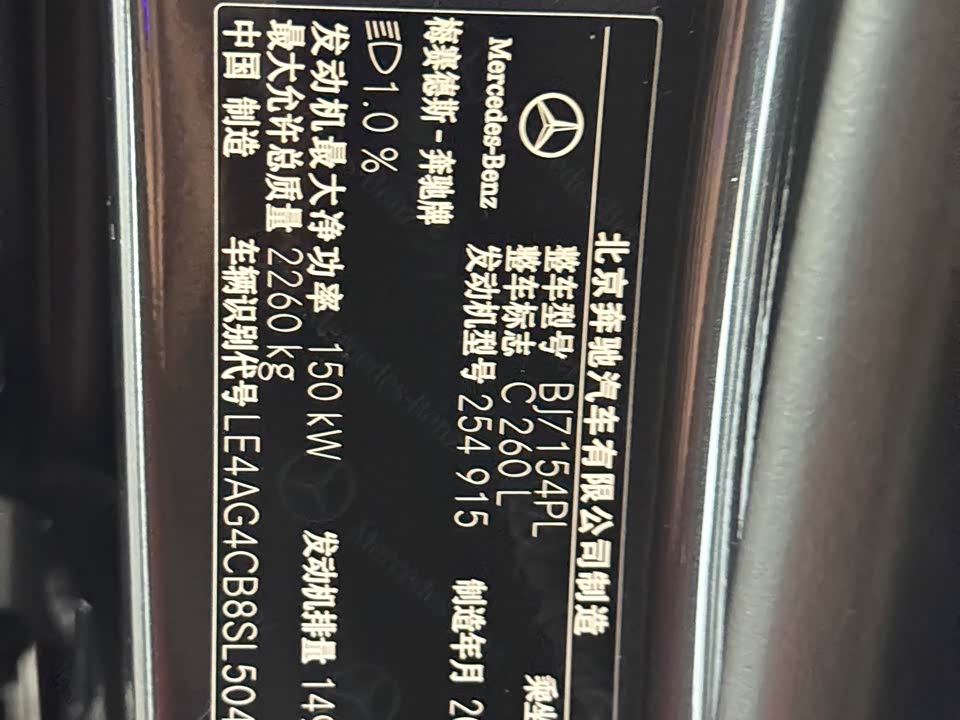 北京奔驰汽车有限公司制造
Mercedes-Benz
梅赛德斯-奔驰牌
整车型号 BJ7154PL
整车标志 C 260 L
发动机型号 254 915 制造年月
1.0 %
发动机最大净功率 150 kW 发动机排量 149
最大允许总质量 2260 kg
中国 制造 车辆识别代号 LE4AG4CB8SL504